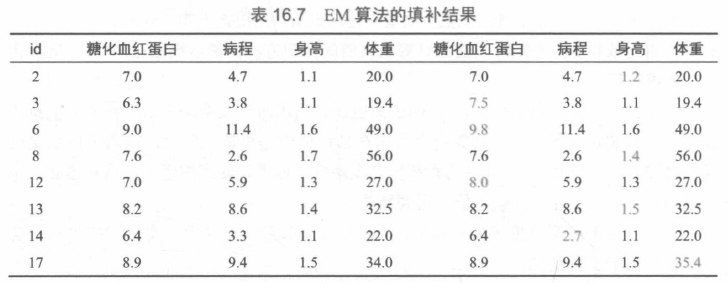 表 16.7 EM 算法的填补结果
id 糖化血红蛋白 病程 身高 体重 糖化血红蛋白 病程 身高 体重
2 7.0 4.7 1.1 20.0 7.0 4.7 1.2 20.0
3 6.3 3.8 1.1 19.4 7.5 3.8 1.1 19.4
6 9.0 11.4 1.6 49.0 9.8 11.4 1.6 49.0
8 7.6 2.6 1.7 56.0 7.6 2.6 1.4 56.0
12 7.0 5.9 1.3 27.0 8.0 5.9 1.3 27.0
13 8.2 8.6 1.4 32.5 8.2 8.6 1.5 32.5
14 6.4 3.3 1.1 22.0 6.4 2.7 1.1 22.0
17 8.9 9.4 1.5 34.0 8.9 9.4 1.5 35.4